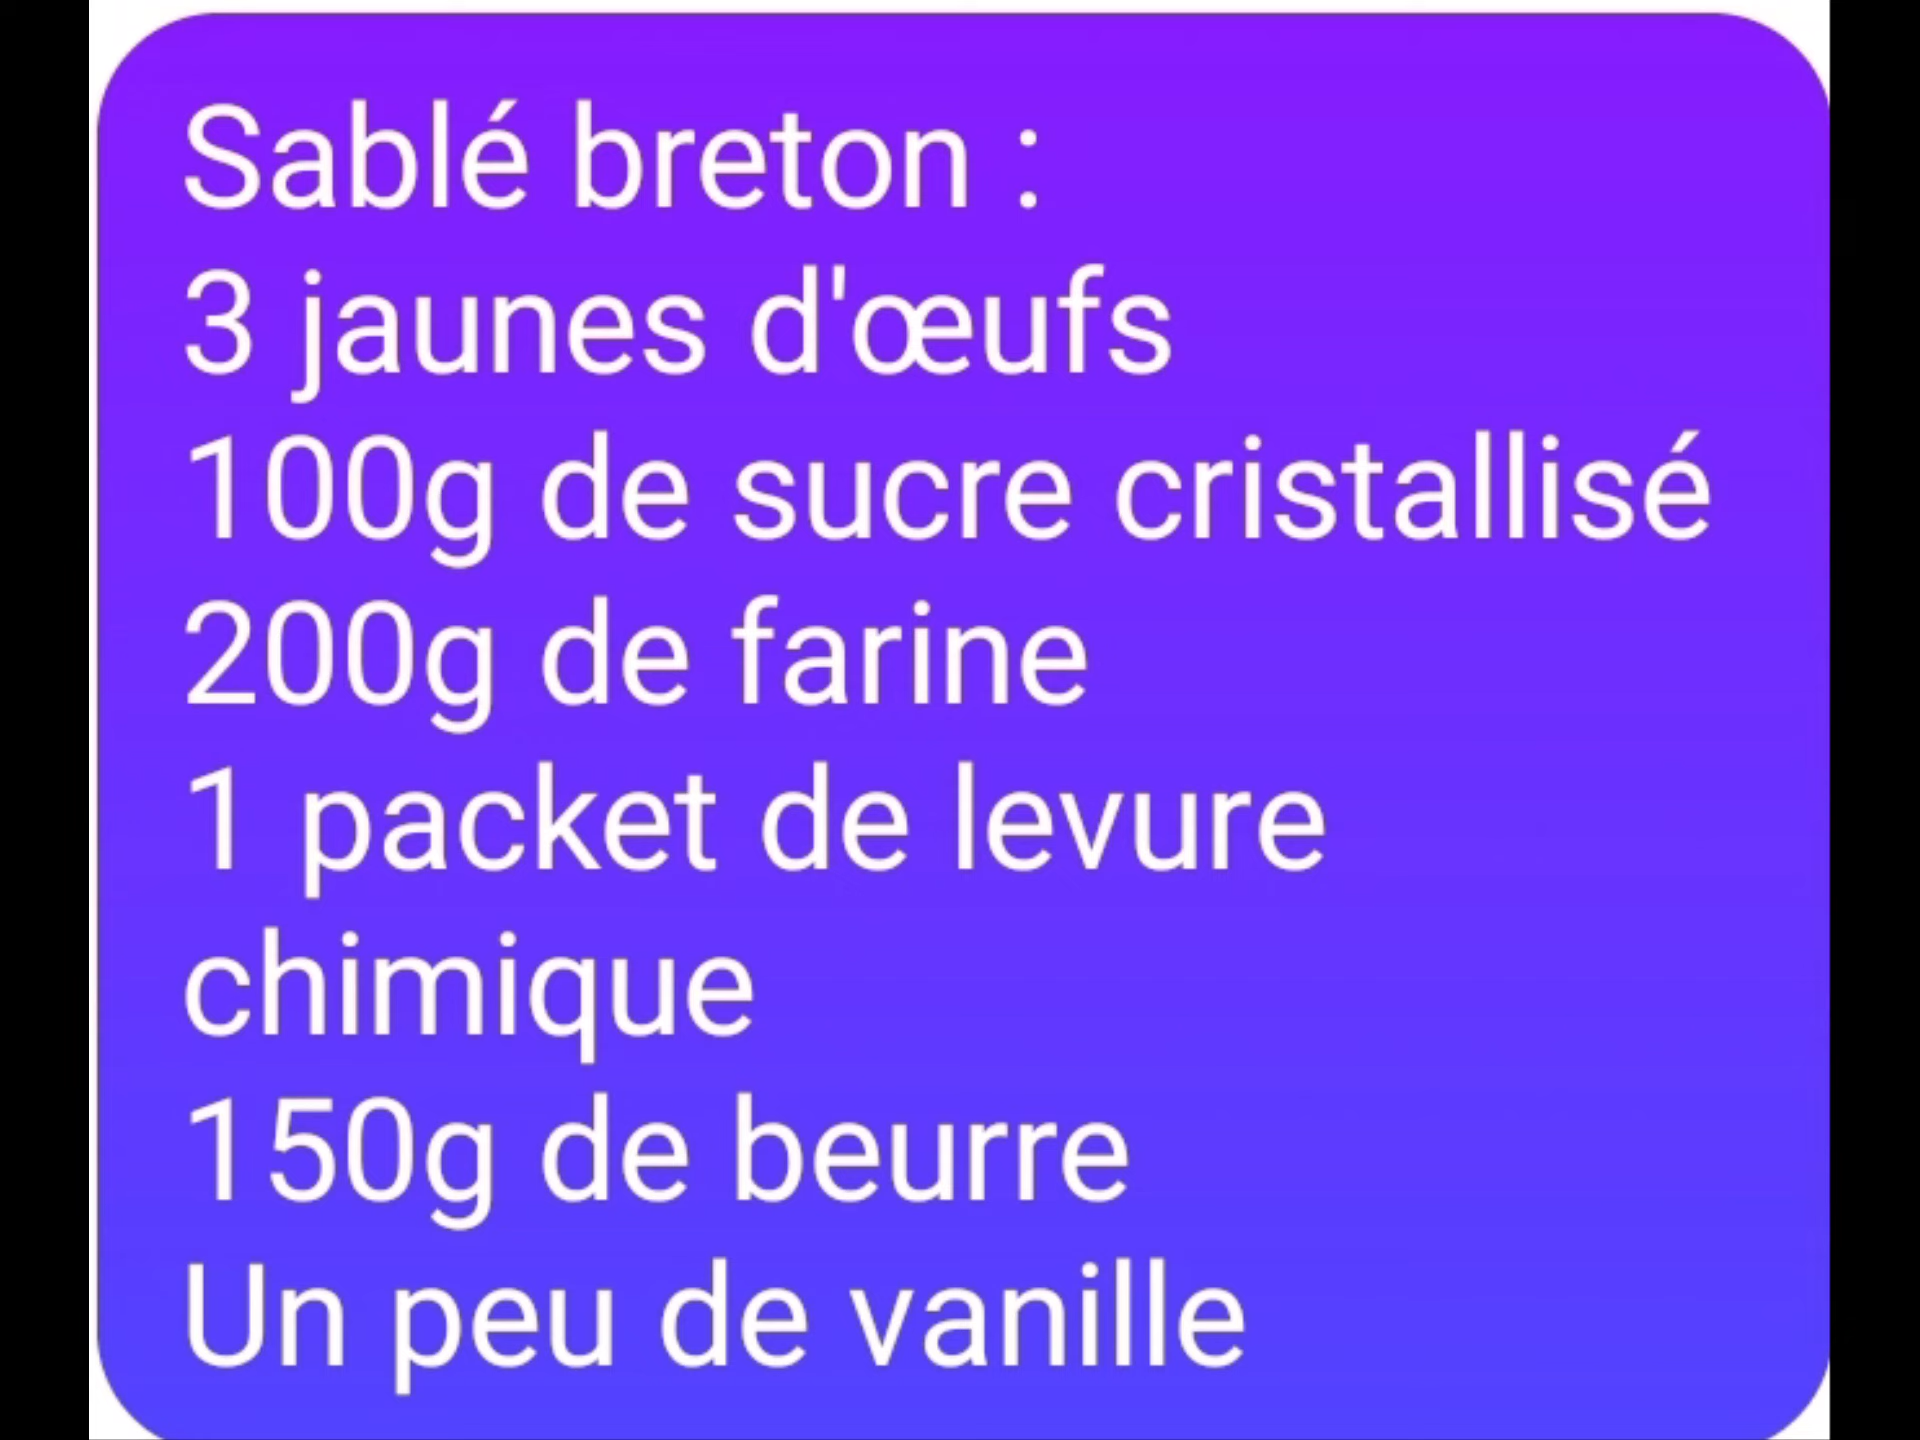 Sablé breton :
3 jaunes d'œufs
100g de sucre cristallisé
200g de farine
1 packet de levure
chimique
150g de beurre
Un peu de vanille